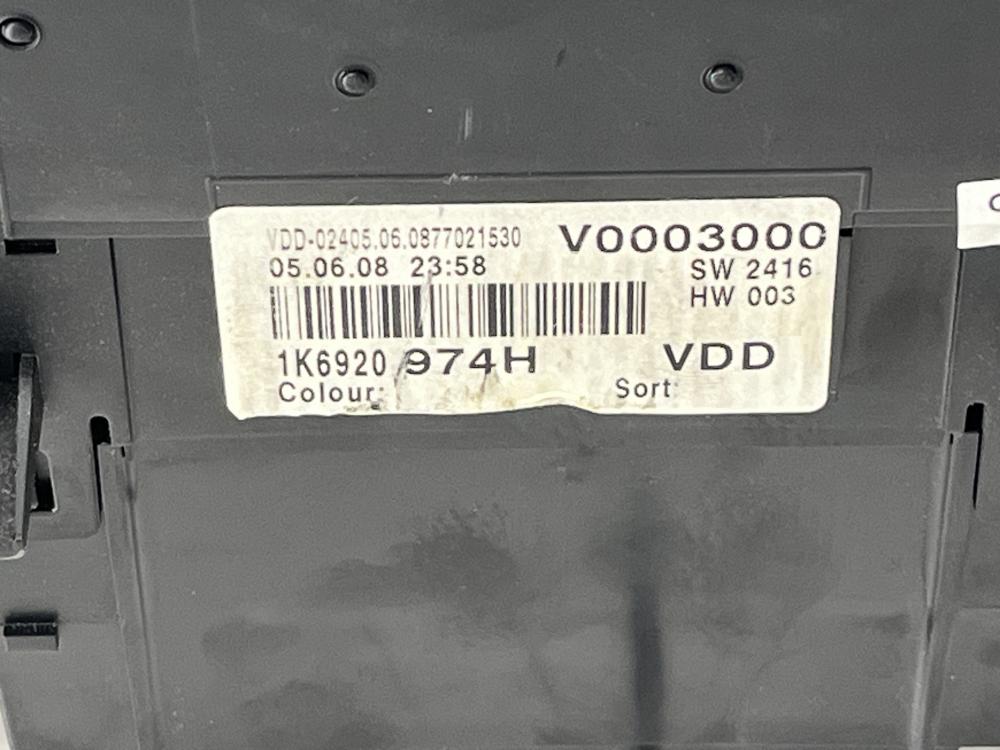 VDD-02405.06.0877021530 V0003000
05.06.08 23:58 SW 2416
HW 003
1K6920 974H VDD
Colour: Sort: